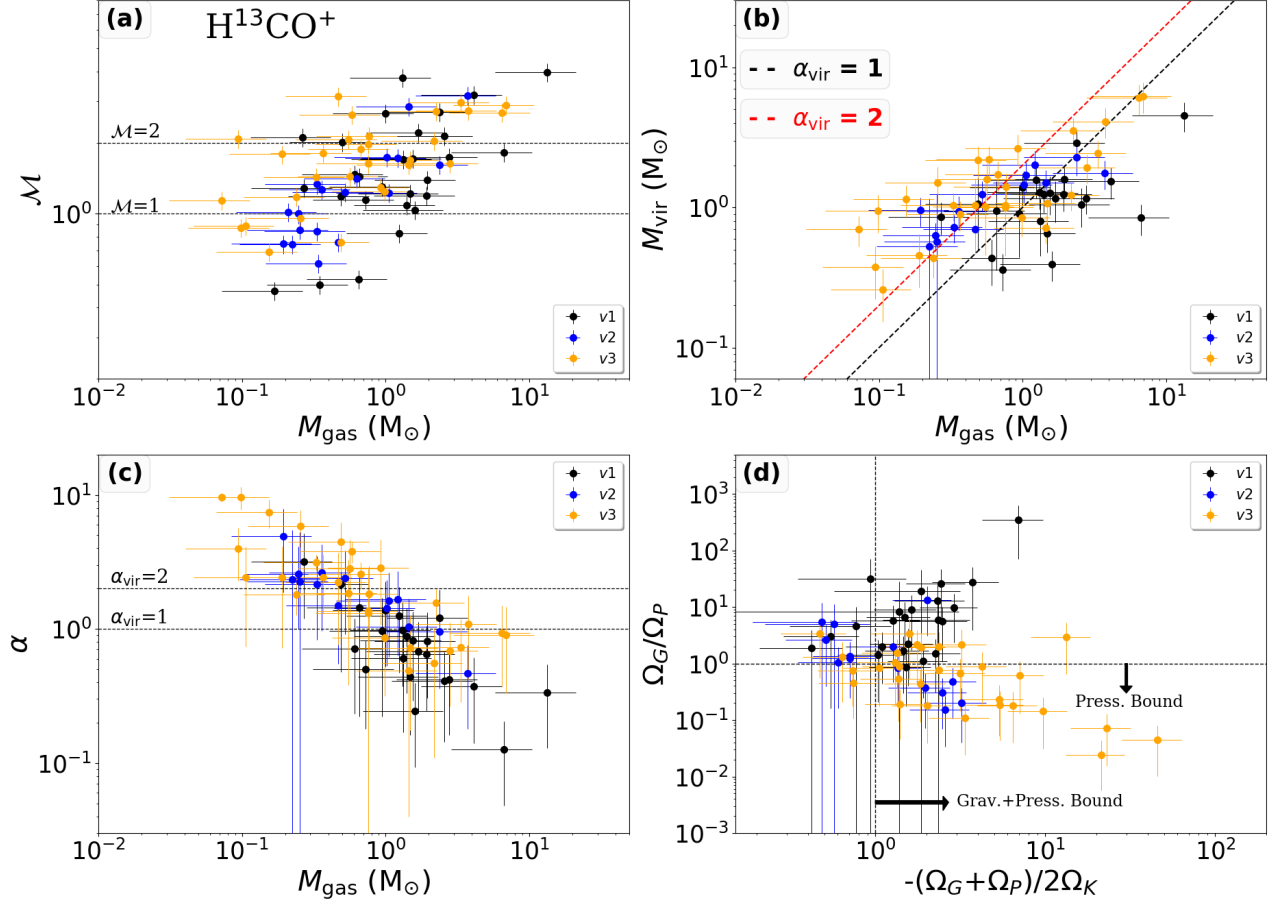 (a)
H¹³CO⁺
ℳ=2
ℳ=1
10⁰
ℳ
v1
v2
v3
10⁻² 10⁻¹ 10⁰ 10¹
M_gas (M_⊙)
(b)
-- α_vir = 1
-- α_vir = 2
10¹
10⁰
10⁻¹
M_vir (M_⊙)
v1
v2
v3
10⁻² 10⁻¹ 10⁰ 10¹
M_gas (M_⊙)
(c)
v1
v2
v3
10¹
α_vir=2
α_vir=1
10⁰
10⁻¹
α
10⁻² 10⁻¹ 10⁰ 10¹
M_gas (M_⊙)
(d)
v1
v2
v3
10³
10²
10¹
10⁰
10⁻¹
10⁻²
10⁻³
Ω_G/Ω_P
Press. Bound
Grav.+Press. Bound
10⁰ 10¹ 10²
-(Ω_G+Ω_P)/2Ω_K